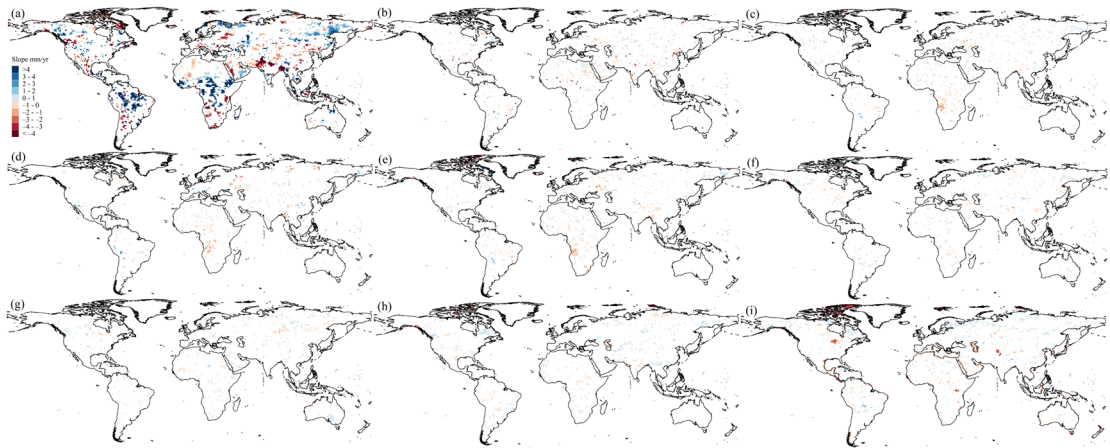 (a)
(b)
(c)
Slope mm/yr
>4
3 - 4
2 - 3
1 - 2
0 - 1
-1 - 0
-2 - -1
-3 - -2
-4 - -3
< -4
(d)
(e)
(f)
(g)
(h)
(i)